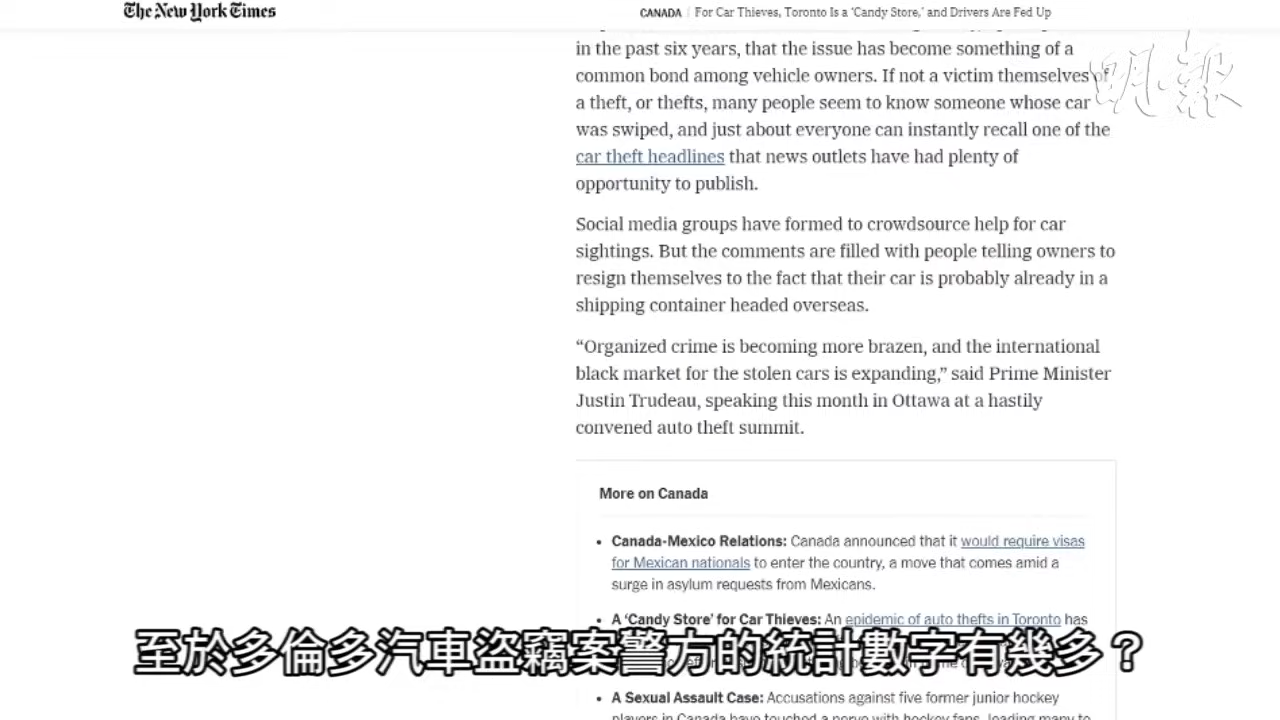 The New York Times
CANADA | For Car Thieves, Toronto Is a ‘Candy Store,’ and Drivers Are Fed Up
明報
in the past six years, that the issue has become something of a
common bond among vehicle owners. If not a victim themselves of
a theft, or thefts, many people seem to know someone whose car
was swiped, and just about everyone can instantly recall one of the
car theft headlines that news outlets have had plenty of
opportunity to publish.
Social media groups have formed to crowdsource help for car
sightings. But the comments are filled with people telling owners to
resign themselves to the fact that their car is probably already in a
shipping container headed overseas.
“Organized crime is becoming more brazen, and the international
black market for the stolen cars is expanding,” said Prime Minister
Justin Trudeau, speaking this month in Ottawa at a hastily
convened auto theft summit.
More on Canada
• Canada-Mexico Relations: Canada announced that it would require visas
for Mexican nationals to enter the country, a move that comes amid a
surge in asylum requests from Mexicans.
• A ‘Candy Store’ for Car Thieves: An epidemic of auto thefts in Toronto has
至於多倫多汽車盜竊案警方的統計數字有幾多？
• A Sexual Assault Case: Accusations against five former junior hockey
players in Canada have touched a nerve with hockey fans, leading many to